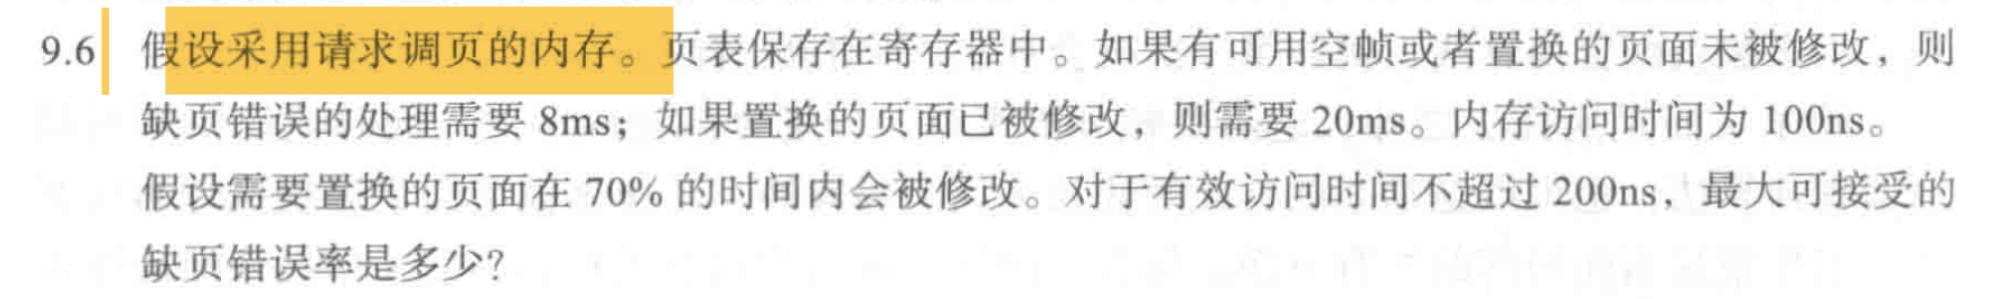 9.6 假设采用请求调页的内存。页表保存在寄存器中。如果有可用空帧或者置换的页面未被修改，则
缺页错误的处理需要 8ms；如果置换的页面已被修改，则需要 20ms。内存访问时间为 100ns。
假设需要置换的页面在 70% 的时间内会被修改。对于有效访问时间不超过 200ns，最大可接受的
缺页错误率是多少？